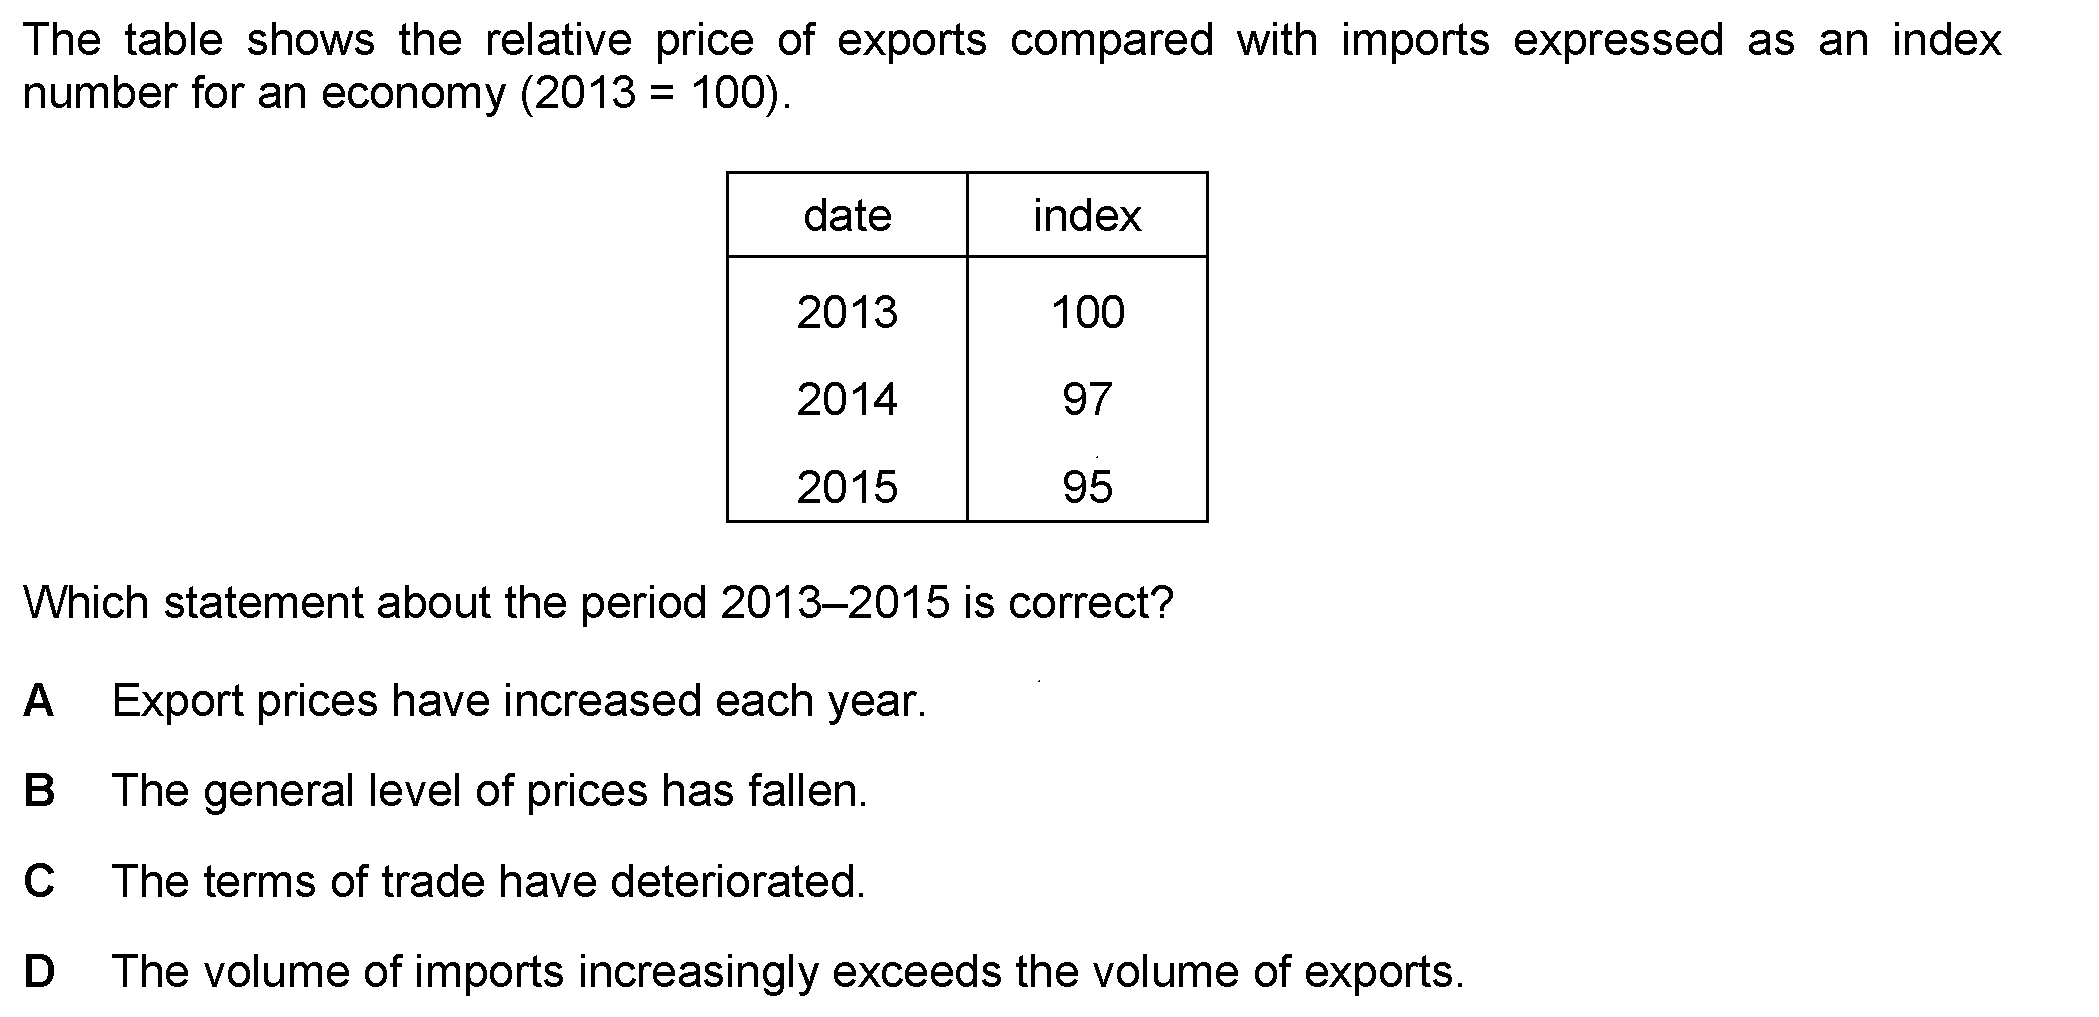 The table shows the relative price of exports compared with imports expressed as an index
number for an economy (2013 = 100).
date index
2013 100
2014 97
2015 95
Which statement about the period 2013–2015 is correct?
A Export prices have increased each year.
B The general level of prices has fallen.
C The terms of trade have deteriorated.
D The volume of imports increasingly exceeds the volume of exports.